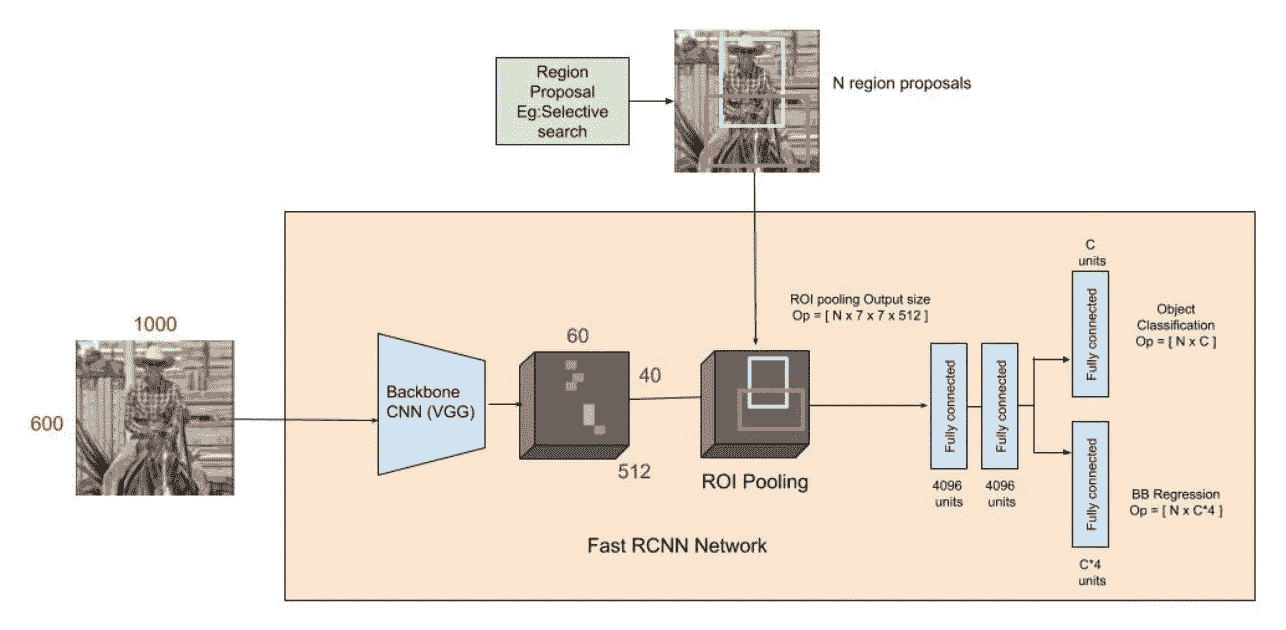 Region
Proposal
Eg:Selective
search
N region proposals
1000
600
Backbone
CNN (VGG)
60
40
512
ROI Pooling
ROI pooling Output size
Op = [ N x 7 x 7 x 512 ]
Fully connected
4096
units
Fully connected
4096
units
C
units
Fully connected
Object
Classification
Op = [ N x C ]
Fully connected
C*4
units
BB Regression
Op = [ N x C*4 ]
Fast RCNN Network